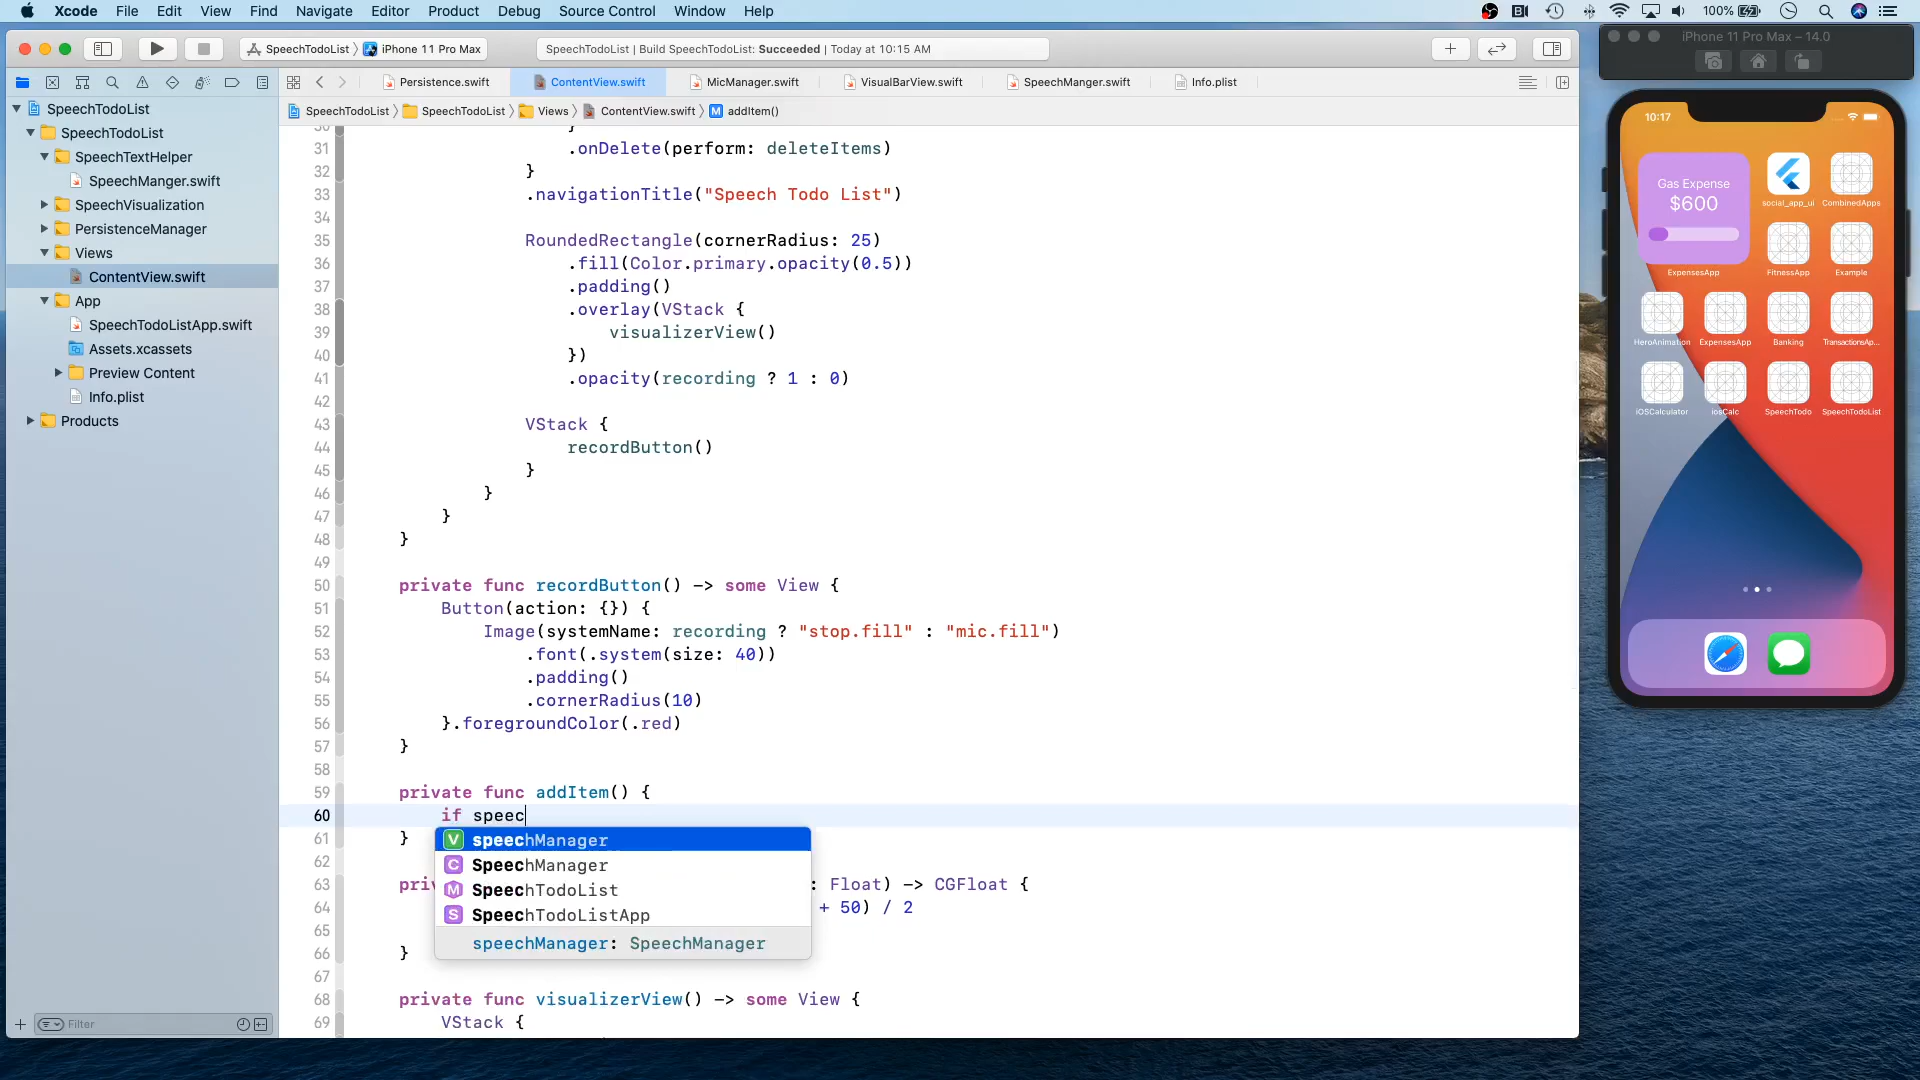 Xcode File Edit View Find Navigate Editor Product Debug Source Control Window Help 100%
SpeechTodoList 〉 iPhone 11 Pro Max
SpeechTodoList | Build SpeechTodoList: Succeeded | Today at 10:15 AM
iPhone 11 Pro Max – 14.0
Persistence.swift ContentView.swift MicManager.swift VisualBarView.swift SpeechManger.swift Info.plist
SpeechTodoList 〉 SpeechTodoList 〉 Views 〉 ContentView.swift 〉 M addItem()
SpeechTodoList
SpeechTodoList
SpeechTextHelper
SpeechManger.swift
SpeechVisualization
PersistenceManager
Views
ContentView.swift
App
SpeechTodoListApp.swift
Assets.xcassets
Preview Content
Info.plist
Products
Filter
30 }
31 .onDelete(perform: deleteItems)
32 }
33 .navigationTitle("Speech Todo List")
34
35 RoundedRectangle(cornerRadius: 25)
36 .fill(Color.primary.opacity(0.5))
37 .padding()
38 .overlay(VStack {
39 visualizerView()
40 })
41 .opacity(recording ? 1 : 0)
42
43 VStack {
44 recordButton()
45 }
46 }
47 }
48 }
49
50 private func recordButton() -> some View {
51 Button(action: {}) {
52 Image(systemName: recording ? "stop.fill" : "mic.fill")
53 .font(.system(size: 40))
54 .padding()
55 .cornerRadius(10)
56 }.foregroundColor(.red)
57 }
58
59 private func addItem() {
60 if speec
61 }
62
63 pri : Float) -> CGFloat {
64 + 50) / 2
65
66 }
67
68 private func visualizerView() -> some View {
69 VStack {
V speechManager
C SpeechManager
M SpeechTodoList
S SpeechTodoListApp
speechManager: SpeechManager
10:17
Gas Expense
$600
ExpensesApp
social_app_ui CombinedApps
FitnessApp Example
HeroAnimation ExpensesApp Banking TransactionsAp...
iOSCalculator iosCalc SpeechTodo SpeechTodoList